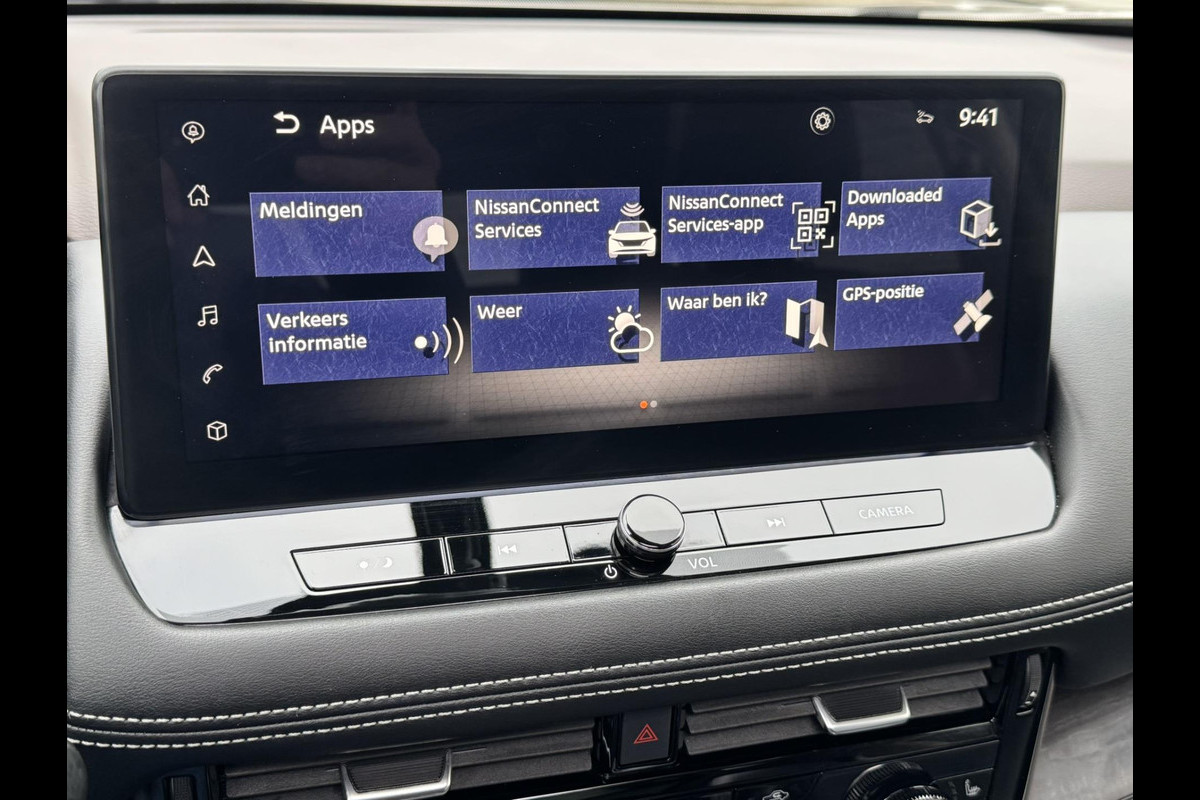 Apps
9:41
Meldingen
NissanConnect
Services
NissanConnect
Services-app
Downloaded
Apps
Verkeers
informatie
Weer
Waar ben ik?
GPS-positie
CAMERA
VOL